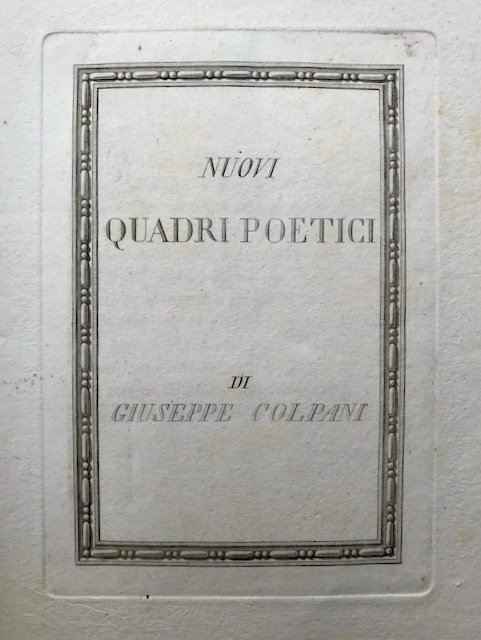 NUOVI
QUADRI POETICI
DI
GIUSEPPE COLPANI